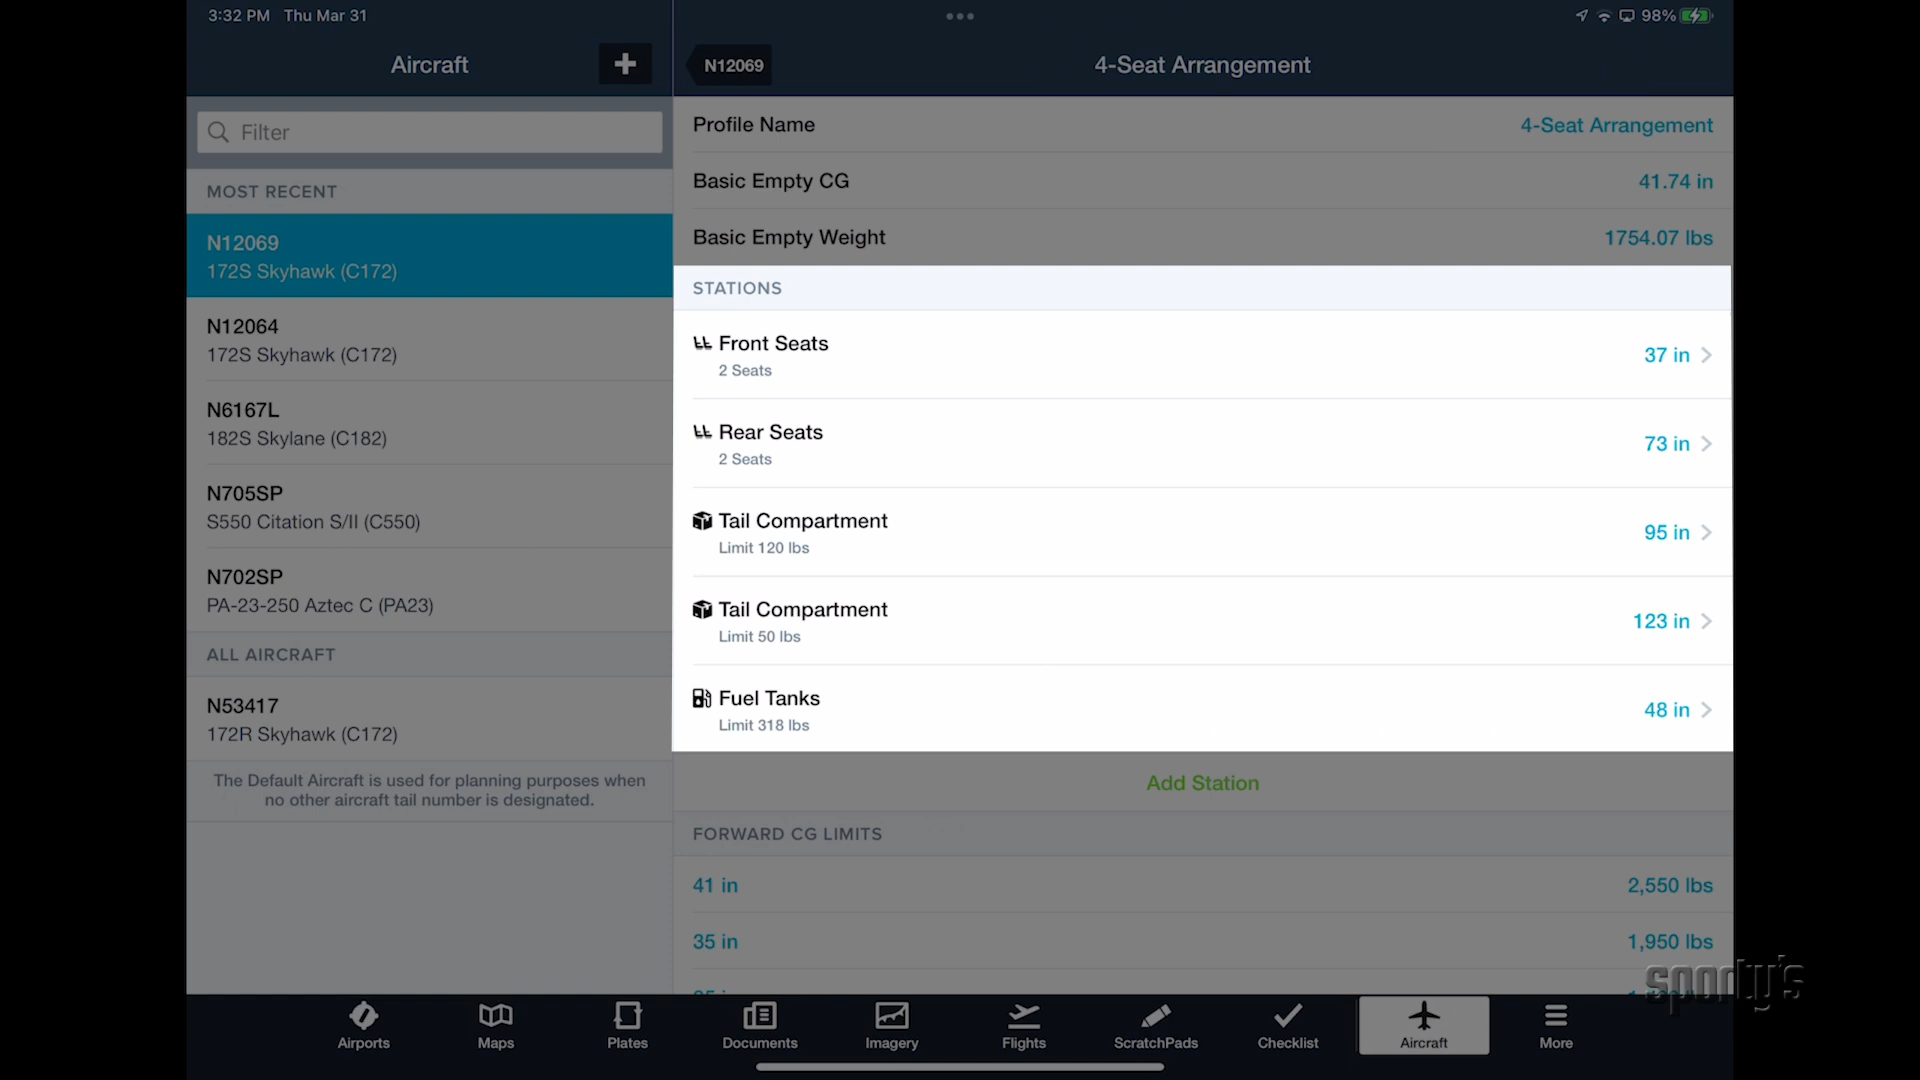 3:32 PM Thu Mar 31
98%
Aircraft
N12069
4-Seat Arrangement
Filter
MOST RECENT
N12069
172S Skyhawk (C172)
N12064
172S Skyhawk (C172)
N6167L
182S Skylane (C182)
N705SP
S550 Citation S/II (C550)
N702SP
PA-23-250 Aztec C (PA23)
ALL AIRCRAFT
N53417
172R Skyhawk (C172)
The Default Aircraft is used for planning purposes when
no other aircraft tail number is designated.
Profile Name 4-Seat Arrangement
Basic Empty CG 41.74 in
Basic Empty Weight 1754.07 lbs
STATIONS
Front Seats 37 in
2 Seats
Rear Seats 73 in
2 Seats
Tail Compartment 95 in
Limit 120 lbs
Tail Compartment 123 in
Limit 50 lbs
Fuel Tanks 48 in
Limit 318 lbs
Add Station
FORWARD CG LIMITS
41 in 2,550 lbs
35 in 1,950 lbs
sporty's
Airports Maps Plates Documents Imagery Flights ScratchPads Checklist Aircraft More